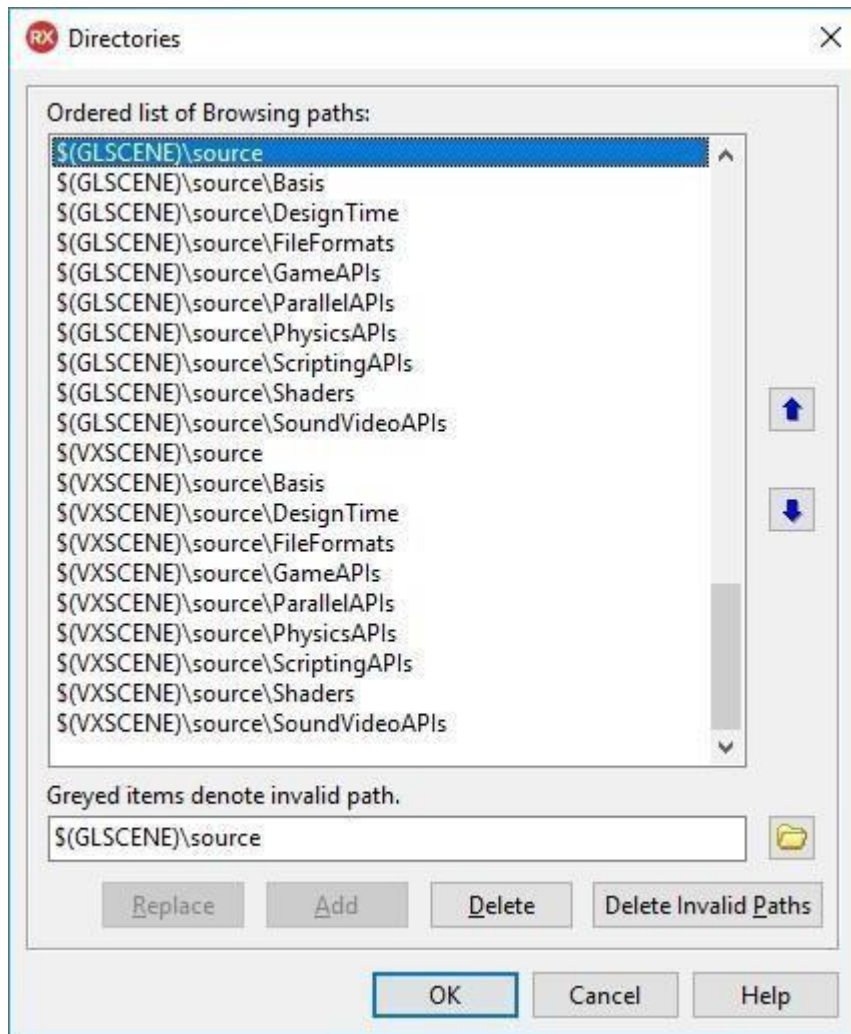 RX Directories
Ordered list of Browsing paths:
$(GLSCENE)\source
$(GLSCENE)\source\Basis
$(GLSCENE)\source\DesignTime
$(GLSCENE)\source\FileFormats
$(GLSCENE)\source\GameAPIs
$(GLSCENE)\source\ParallelAPIs
$(GLSCENE)\source\PhysicsAPIs
$(GLSCENE)\source\ScriptingAPIs
$(GLSCENE)\source\Shaders
$(GLSCENE)\source\SoundVideoAPIs
$(VXSCENE)\source
$(VXSCENE)\source\Basis
$(VXSCENE)\source\DesignTime
$(VXSCENE)\source\FileFormats
$(VXSCENE)\source\GameAPIs
$(VXSCENE)\source\ParallelAPIs
$(VXSCENE)\source\PhysicsAPIs
$(VXSCENE)\source\ScriptingAPIs
$(VXSCENE)\source\Shaders
$(VXSCENE)\source\SoundVideoAPIs
Greyed items denote invalid path.
$(GLSCENE)\source
Replace Add Delete Delete Invalid Paths
OK Cancel Help